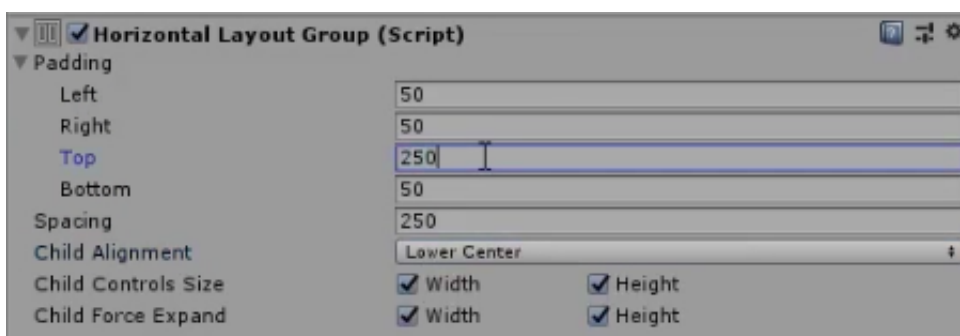 Horizontal Layout Group (Script)
Padding
Left 50
Right 50
Top 250
Bottom 50
Spacing 250
Child Alignment Lower Center
Child Controls Size Width Height
Child Force Expand Width Height